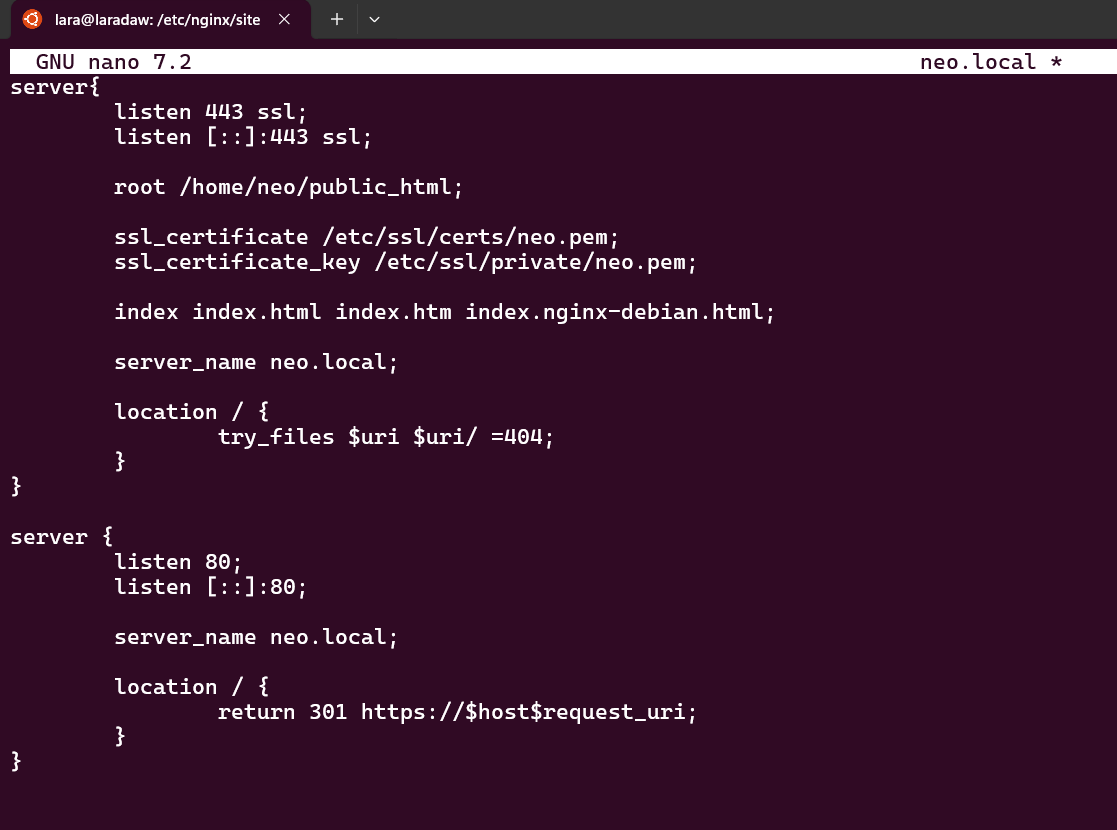 lara@laradaw: /etc/nginx/site
GNU nano 7.2 neo.local *
server{
listen 443 ssl;
listen [::]:443 ssl;
root /home/neo/public_html;
ssl_certificate /etc/ssl/certs/neo.pem;
ssl_certificate_key /etc/ssl/private/neo.pem;
index index.html index.htm index.nginx-debian.html;
server_name neo.local;
location / {
try_files $uri $uri/ =404;
}
}
server {
listen 80;
listen [::]:80;
server_name neo.local;
location / {
return 301 https://$host$request_uri;
}
}